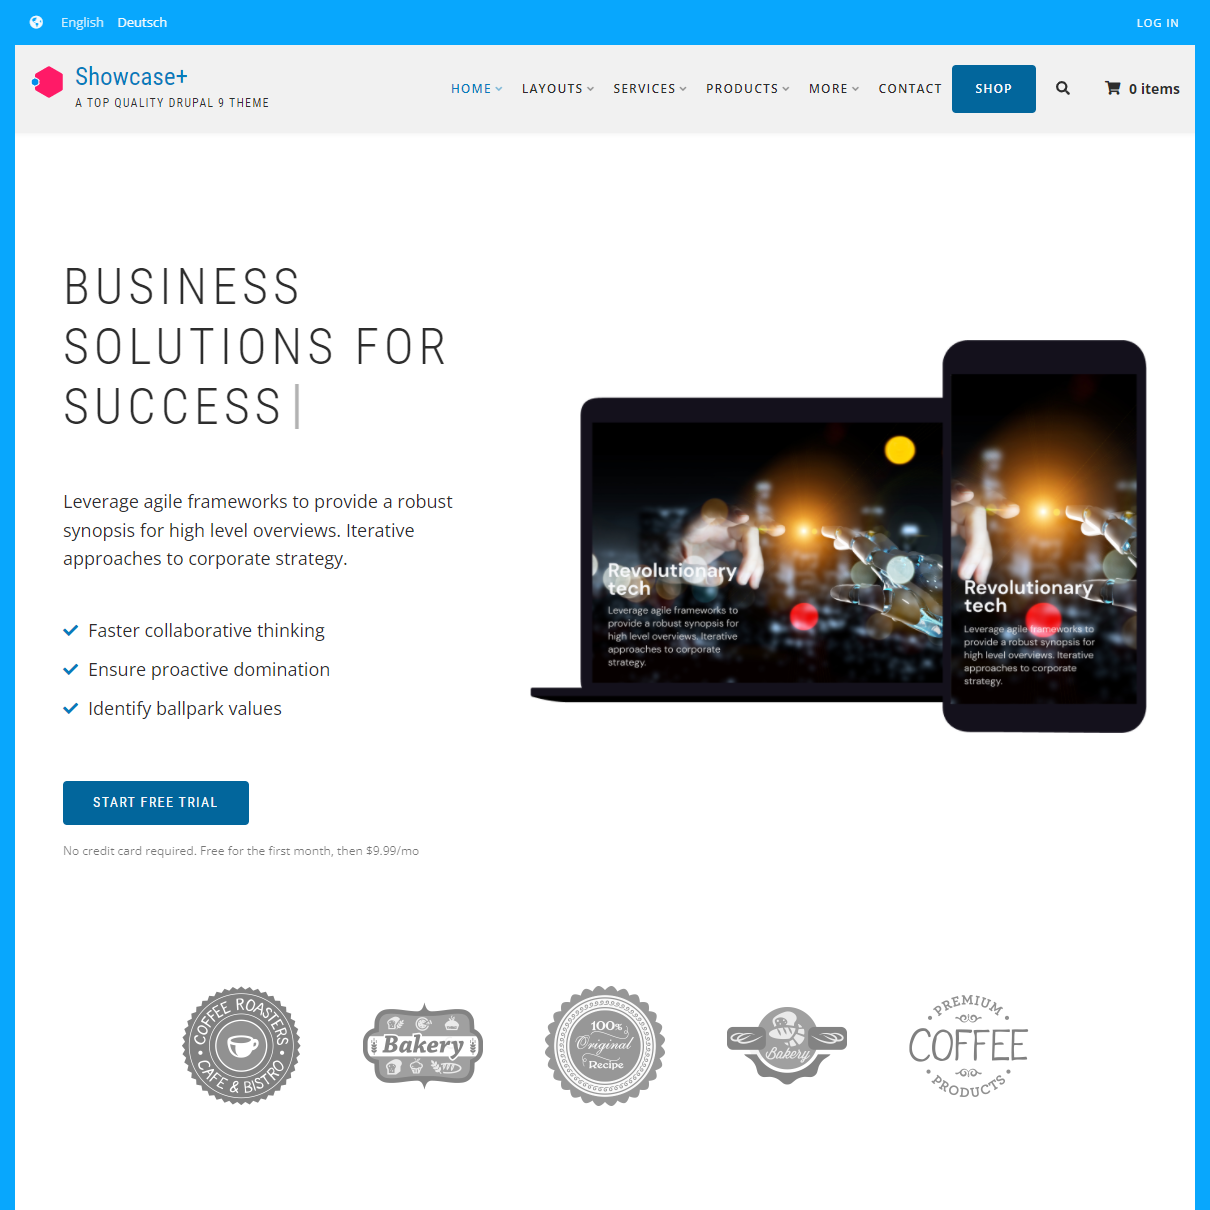 English Deutsch
LOG IN
Showcase+
A TOP QUALITY DRUPAL 9 THEME
HOME LAYOUTS SERVICES PRODUCTS MORE CONTACT SHOP 0 items
BUSINESS
SOLUTIONS FOR
SUCCESS
Leverage agile frameworks to provide a robust
synopsis for high level overviews. Iterative
approaches to corporate strategy.
Faster collaborative thinking
Ensure proactive domination
Identify ballpark values
START FREE TRIAL
No credit card required. Free for the first month, then $9.99/mo
Revolutionary
tech
Leverage agile frameworks to
provide a robust synopsis for
high level overviews. Iterative
approaches to corporate
strategy.
Revolutionary
tech
Leverage agile frameworks to
provide a robust synopsis for
high level overviews. Iterative
approaches to corporate
strategy.
COFFEE ROASTERS
CAFE & BISTRO
Bakery
100%
Original
Recipe
Bakery
PREMIUM
COFFEE
PRODUCTS